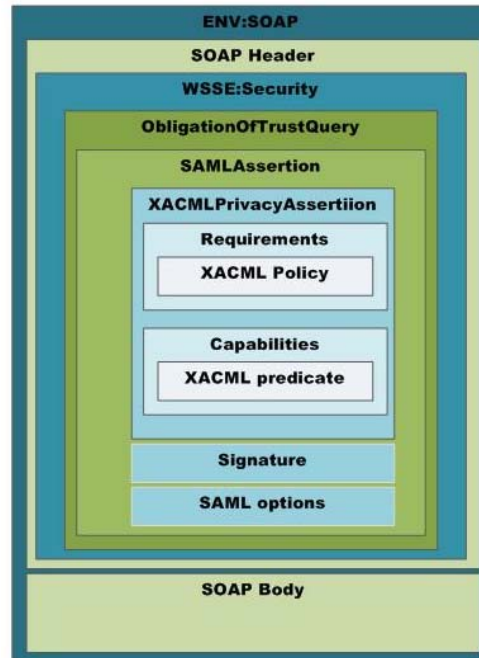 ENV:SOAP
SOAP Header
WSSE:Security
ObligationOfTrustQuery
SAMLAssertion
XACMLPrivacyAssertiion
Requirements
XACML Policy
Capabilities
XACML predicate
Signature
SAML options
SOAP Body